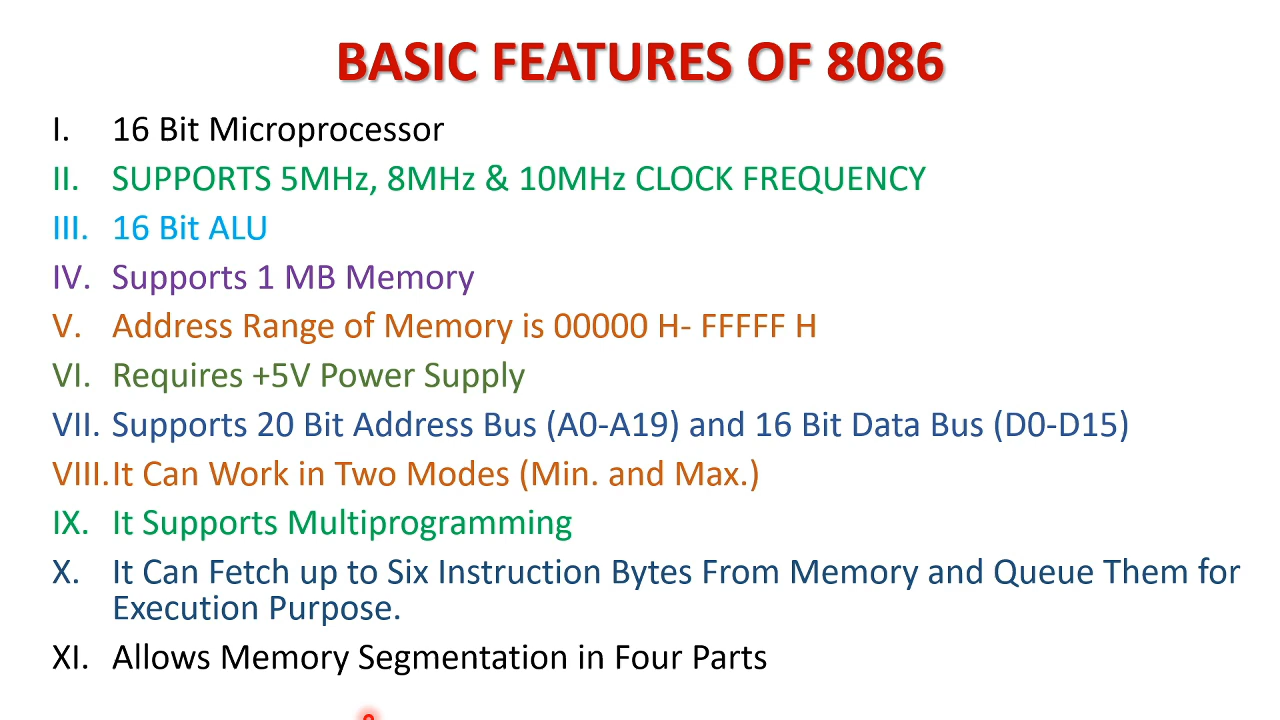 BASIC FEATURES OF 8086
I. 16 Bit Microprocessor
II. SUPPORTS 5MHz, 8MHz & 10MHz CLOCK FREQUENCY
III. 16 Bit ALU
IV. Supports 1 MB Memory
V. Address Range of Memory is 00000 H- FFFFF H
VI. Requires +5V Power Supply
VII. Supports 20 Bit Address Bus (A0-A19) and 16 Bit Data Bus (D0-D15)
VIII. It Can Work in Two Modes (Min. and Max.)
IX. It Supports Multiprogramming
X. It Can Fetch up to Six Instruction Bytes From Memory and Queue Them for
Execution Purpose.
XI. Allows Memory Segmentation in Four Parts